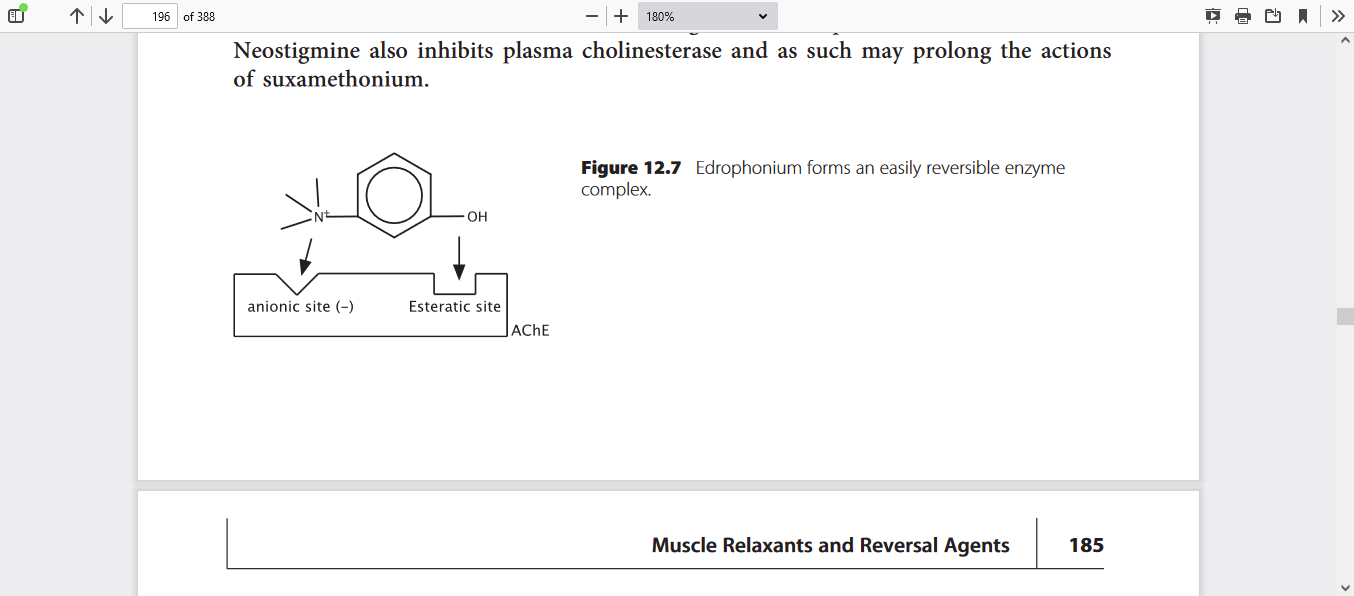 196 of 388
180%
Neostigmine also inhibits plasma cholinesterase and as such may prolong the actions
of suxamethonium.
Figure 12.7 Edrophonium forms an easily reversible enzyme
complex.
N+
OH
anionic site (−)
Esteratic site
AChE
Muscle Relaxants and Reversal Agents
185